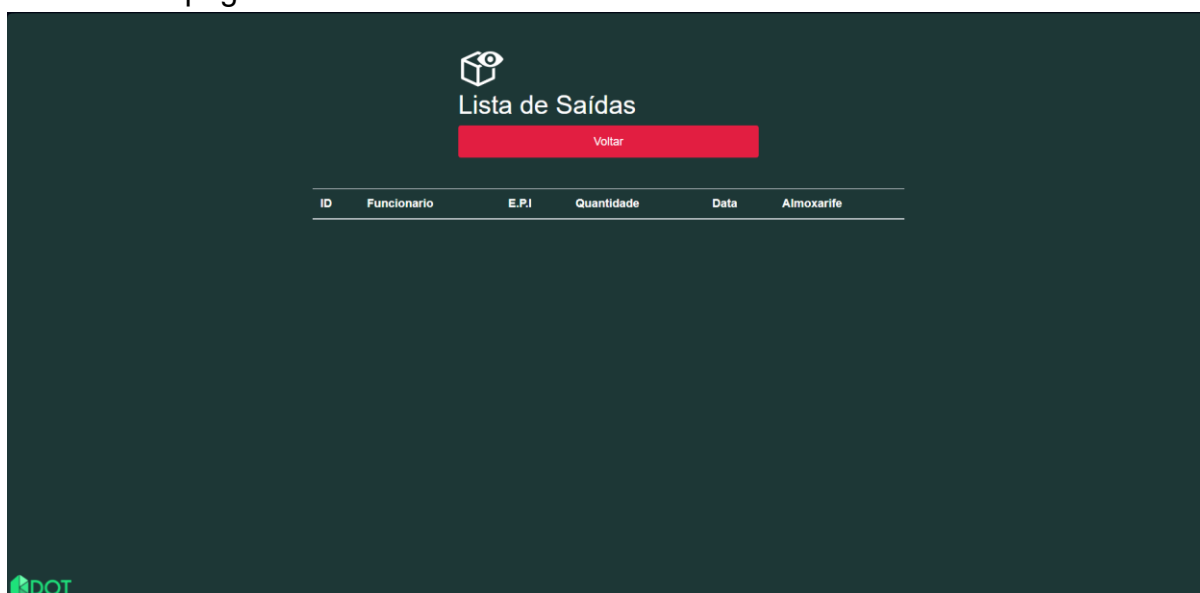 Lista de Saídas
Voltar
ID Funcionario E.P.I Quantidade Data Almoxarife
DOT